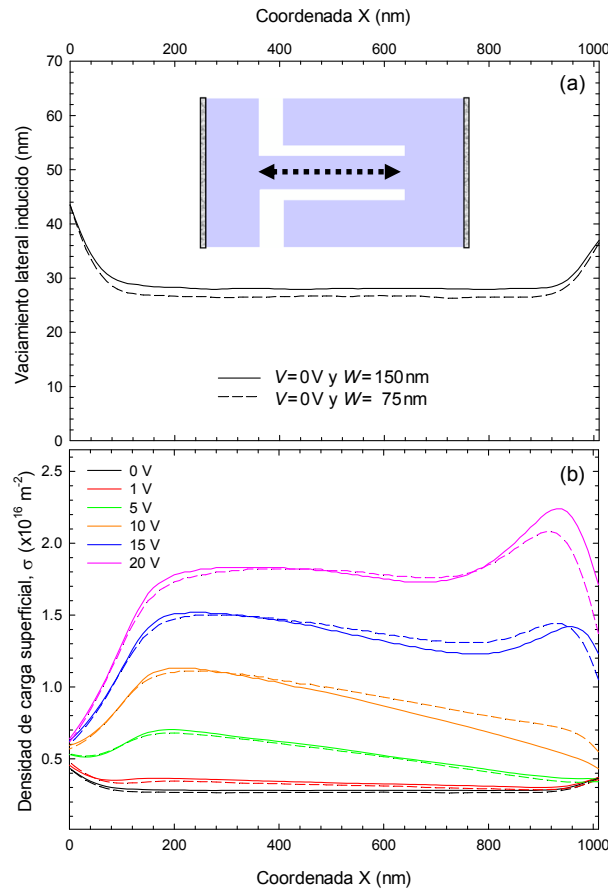 Coordenada X (nm)
0 200 400 600 800 1000
(a)
Vaciamiento lateral inducido (nm)
70
60
50
40
30
20
10
0
V=0V y W=150nm
V=0V y W= 75nm
(b)
Densidad de carga superficial, σ (x10¹⁶ m⁻²)
2.5
2.0
1.5
1.0
0.5
0 V
1 V
5 V
10 V
15 V
20 V
0 200 400 600 800 1000
Coordenada X (nm)